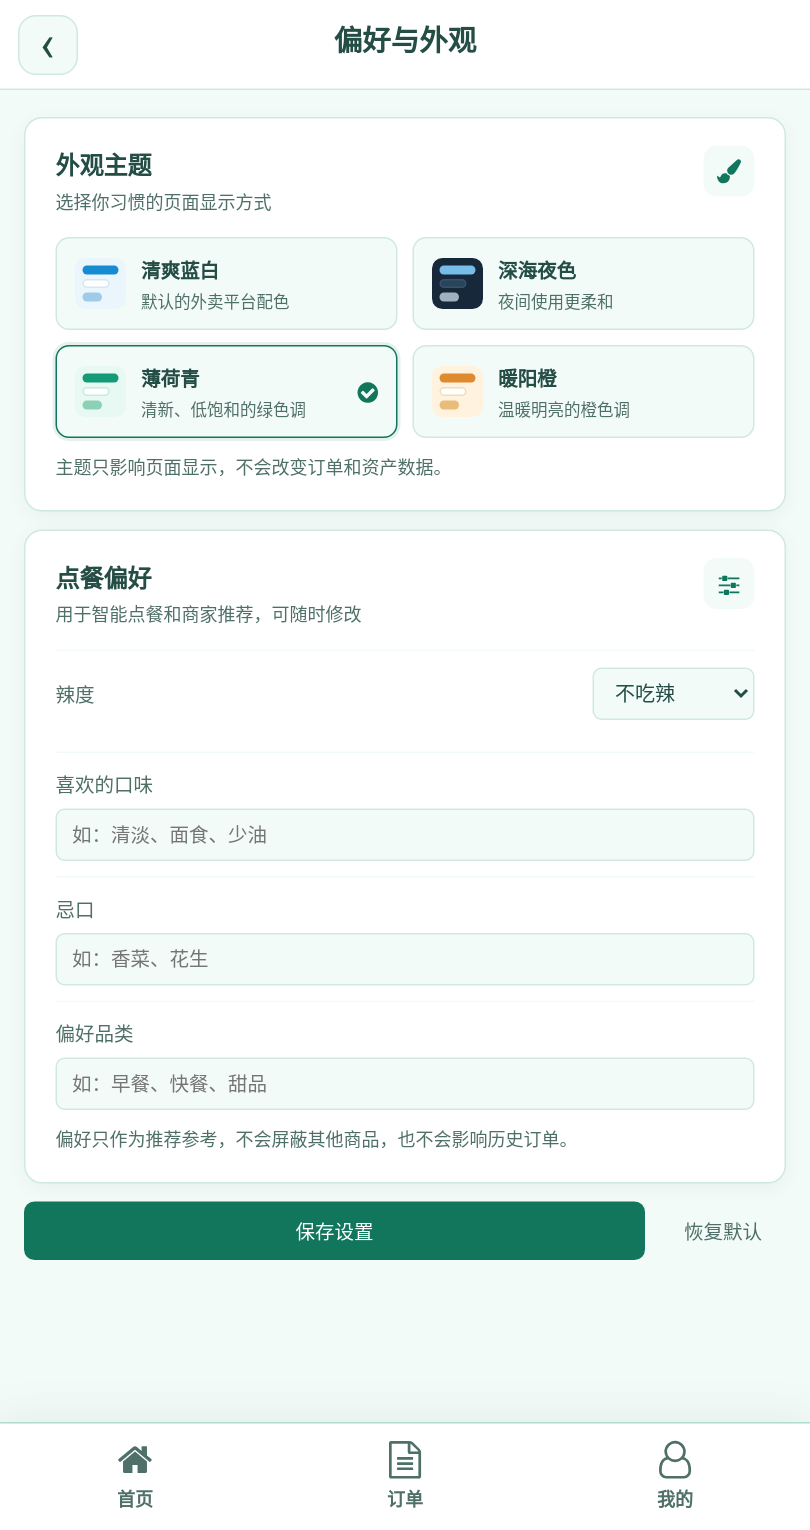 偏好与外观
外观主题
选择你习惯的页面显示方式
清爽蓝白
默认的外卖平台配色
深海夜色
夜间使用更柔和
薄荷青
清新、低饱和的绿色调
暖阳橙
温暖明亮的橙色调
主题只影响页面显示，不会改变订单和资产数据。
点餐偏好
用于智能点餐和商家推荐，可随时修改
辣度
不吃辣
喜欢的口味
如：清淡、面食、少油
忌口
如：香菜、花生
偏好品类
如：早餐、快餐、甜品
偏好只作为推荐参考，不会屏蔽其他商品，也不会影响历史订单。
保存设置
恢复默认
首页
订单
我的